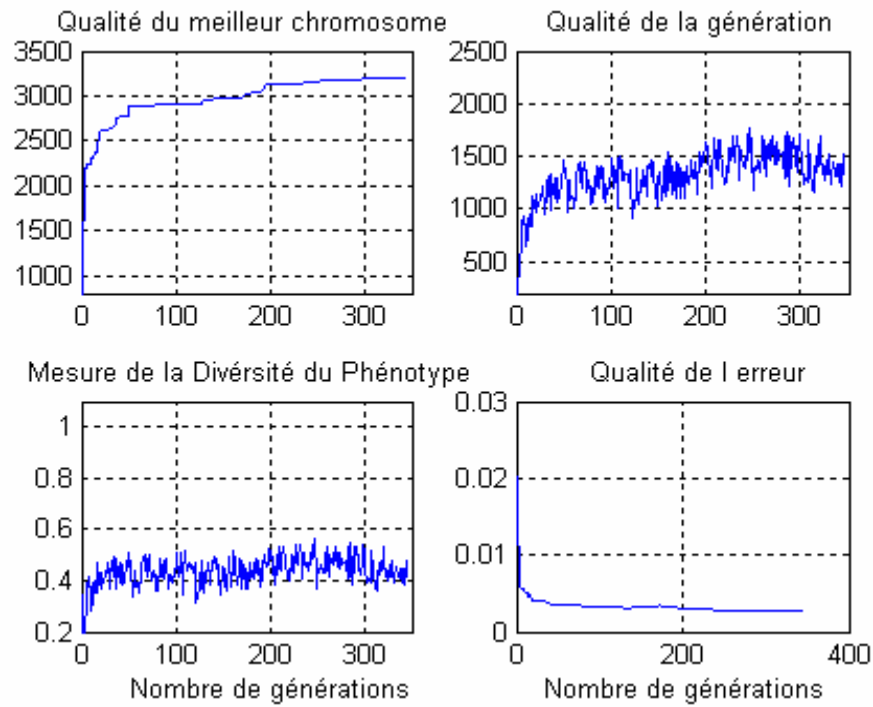 Qualité du meilleur chromosome
3500
3000
2500
2000
1500
1000
0 100 200 300
Qualité de la génération
2500
2000
1500
1000
500
0 100 200 300
Mesure de la Divérsité du Phénotype
1
0.8
0.6
0.4
0.2
0 100 200 300
Nombre de générations
Qualité de l erreur
0.03
0.02
0.01
0
0 200 400
Nombre de générations